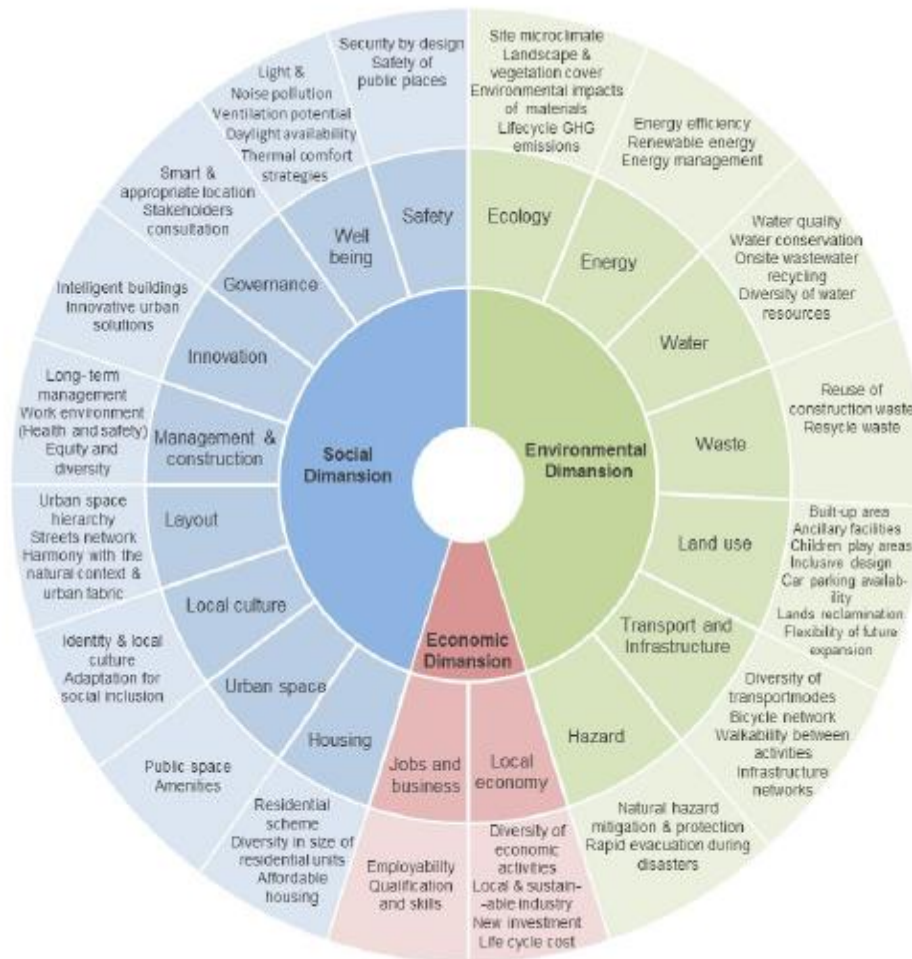 Security by design
Safety of
public places
Light &
Noise pollution
Ventilation potential
Daylight availability
Thermal comfort
strategies
Smart &
appropriate location
Stakeholders
consultation
Intelligent buildings
Innovative urban
solutions
Long- term
management
Work environment
(Health and safety)
Equity and
diversity
Urban space
hierarchy
Streets network
Harmony with the
natural context &
urban fabric
Identity & local
culture
Adaptation for
social inclusion
Public space
Amenities
Residential
scheme
Diversity in size of
residential units
Affordable
housing
Safety
Well
being
Governance
Innovation
Management &
construction
Layout
Local culture
Urban space
Housing
Social
Dimansion
Site microclimate
Landscape &
vegetation cover
Environmental impacts
of materials
Lifecycle GHG
emissions
Energy efficiency
Renewable energy
Energy management
Water quality
Water conservation
Onsite wastewater
recycling
Diversity of water
resources
Reuse of
construction waste
Resycle waste
Built-up area
Ancillary facilities
Children play areas
Inclusive design
Car parking availab-
ility
Lands reclamination
Flexibility of future
expansion
Diversity of
transportmodes
Bicycle network
Walkability between
activities
Infrastructure
networks
Natural hazard
mitigation & protection
Rapid evacuation during
disasters
Ecology
Energy
Water
Waste
Land use
Transport and
Infrastructure
Hazard
Environmental
Dimansion
Economic
Dimansion
Jobs and
business
Local
economy
Employability
Qualification
and skills
Diversity of
economic
activities
Local & sustain-
-able industry
New investment
Life cycle cost